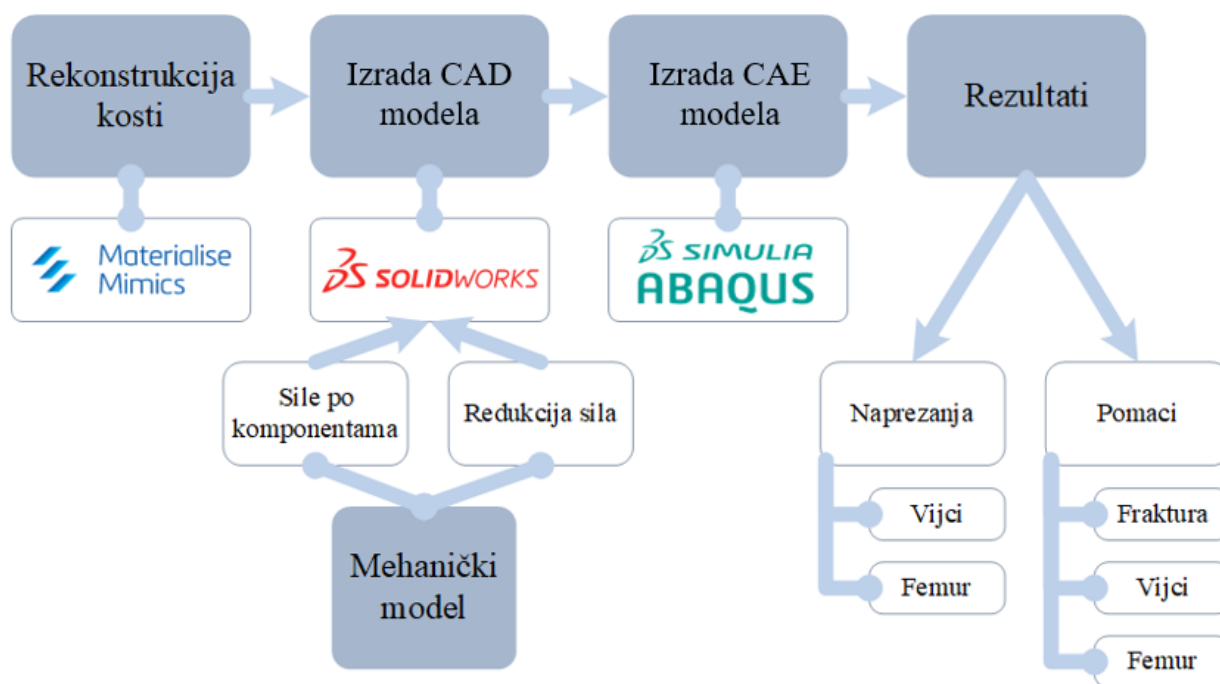 Rekonstrukcija
kosti
Izrada CAD
modela
Izrada CAE
modela
Rezultati
Materialise
Mimics
SOLIDWORKS
SIMULIA
ABAQUS
Sile po
komponentama
Redukcija sila
Mehanički
model
Naprezanja
Vijci
Femur
Pomaci
Fraktura
Vijci
Femur